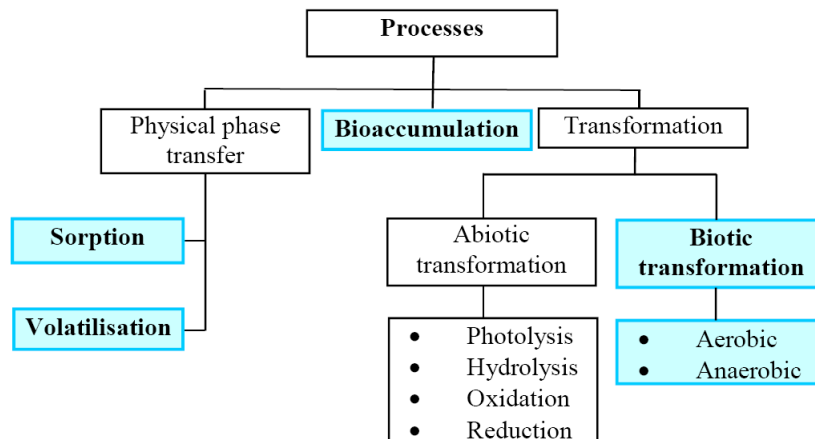 Processes
Physical phase
transfer
Bioaccumulation
Transformation
Sorption
Volatilisation
Abiotic
transformation
Biotic
transformation
• Photolysis
• Hydrolysis
• Oxidation
• Reduction
• Aerobic
• Anaerobic